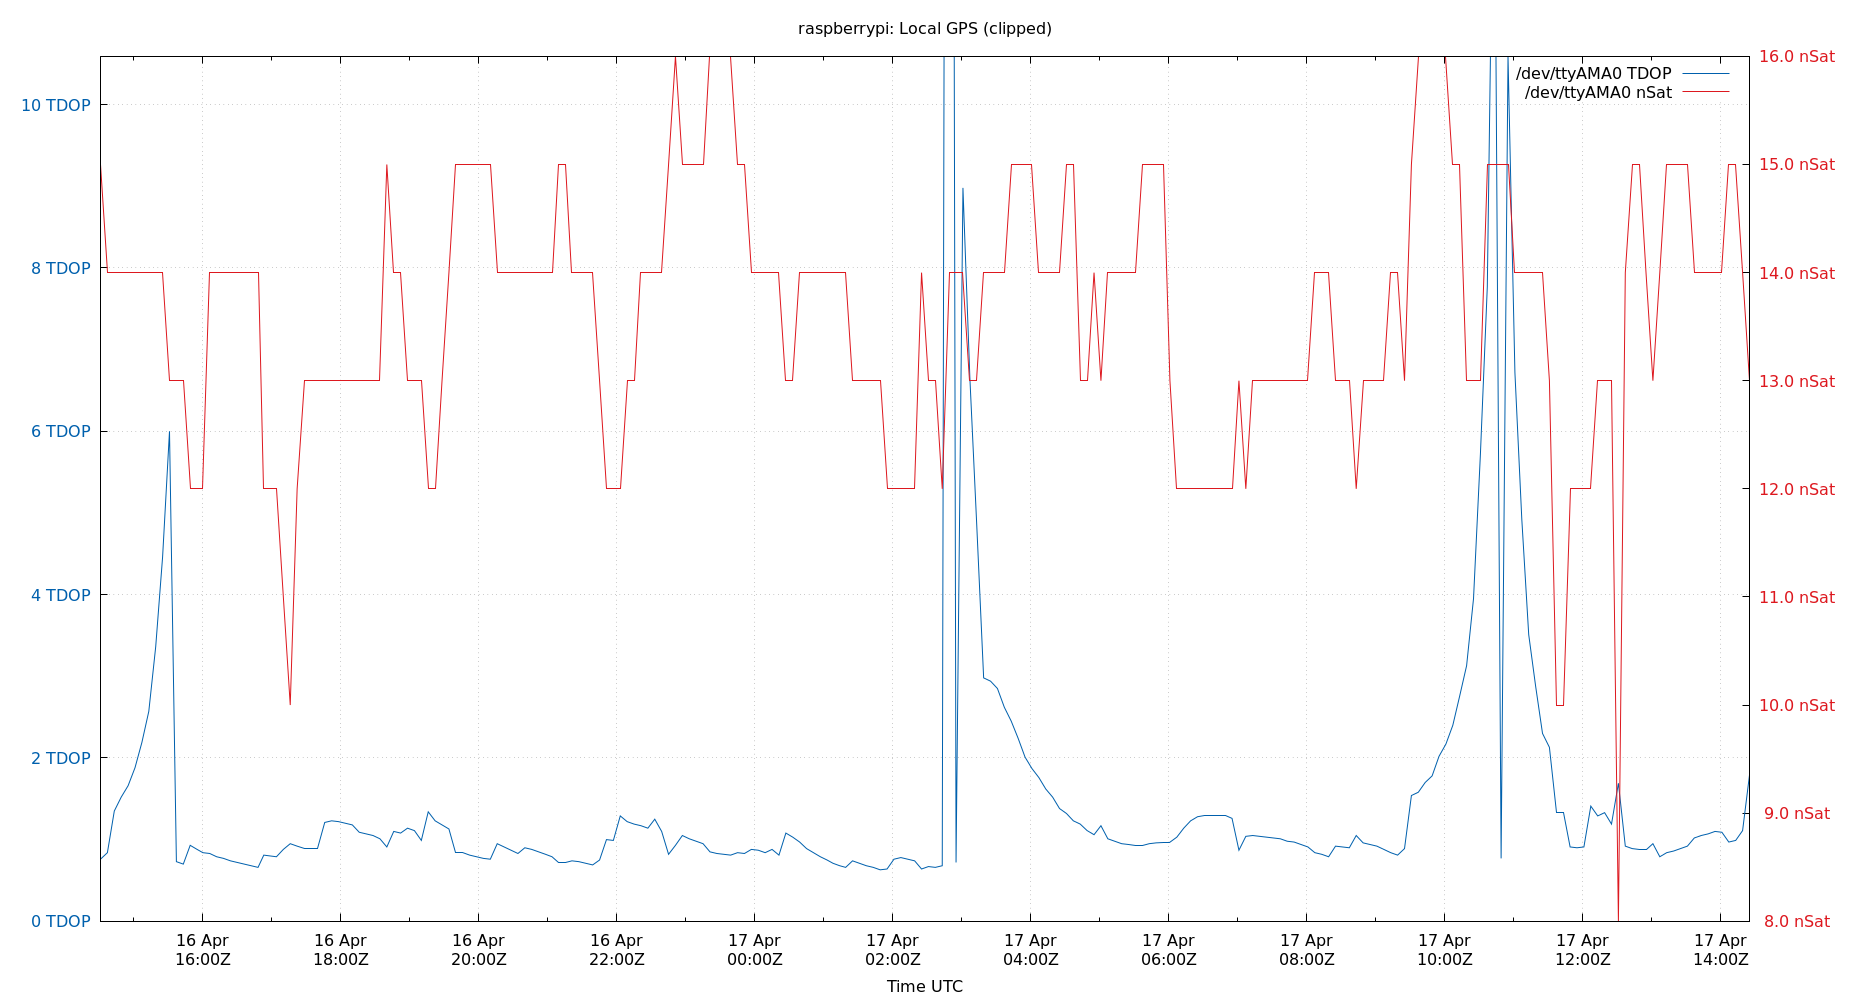 raspberrypi: Local GPS (clipped)
/dev/ttyAMA0 TDOP
/dev/ttyAMA0 nSat
10 TDOP
8 TDOP
6 TDOP
4 TDOP
2 TDOP
0 TDOP
16.0 nSat
15.0 nSat
14.0 nSat
13.0 nSat
12.0 nSat
11.0 nSat
10.0 nSat
9.0 nSat
8.0 nSat
16 Apr 16 Apr 16 Apr 16 Apr 17 Apr 17 Apr 17 Apr 17 Apr 17 Apr 17 Apr 17 Apr 17 Apr
16:00Z 18:00Z 20:00Z 22:00Z 00:00Z 02:00Z 04:00Z 06:00Z 08:00Z 10:00Z 12:00Z 14:00Z
Time UTC